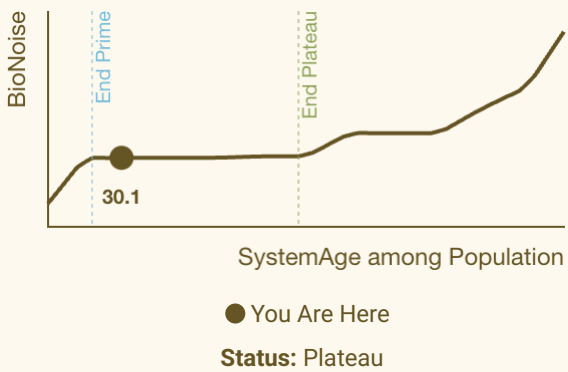 BioNoise
End Prime
End Plateau
30.1
SystemAge among Population
You Are Here
Status: Plateau